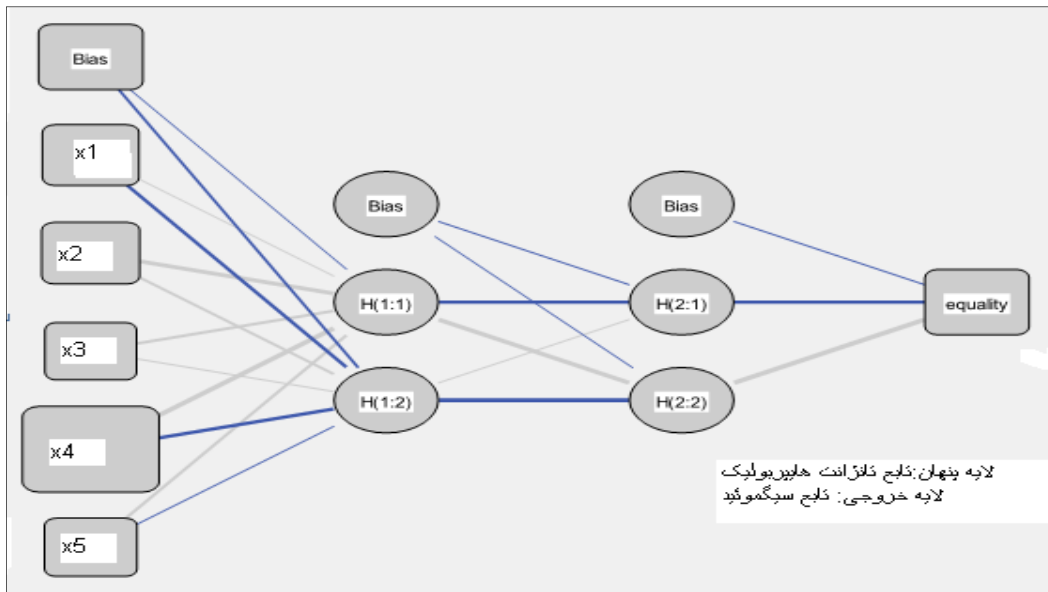 Bias
x1
x2
x3
x4
x5
Bias
H(1:1)
H(1:2)
Bias
H(2:1)
H(2:2)
equality
لایه پنهان:تابع تانژانت هایپربولیک
لایه خروجی: تابع سیگموئید